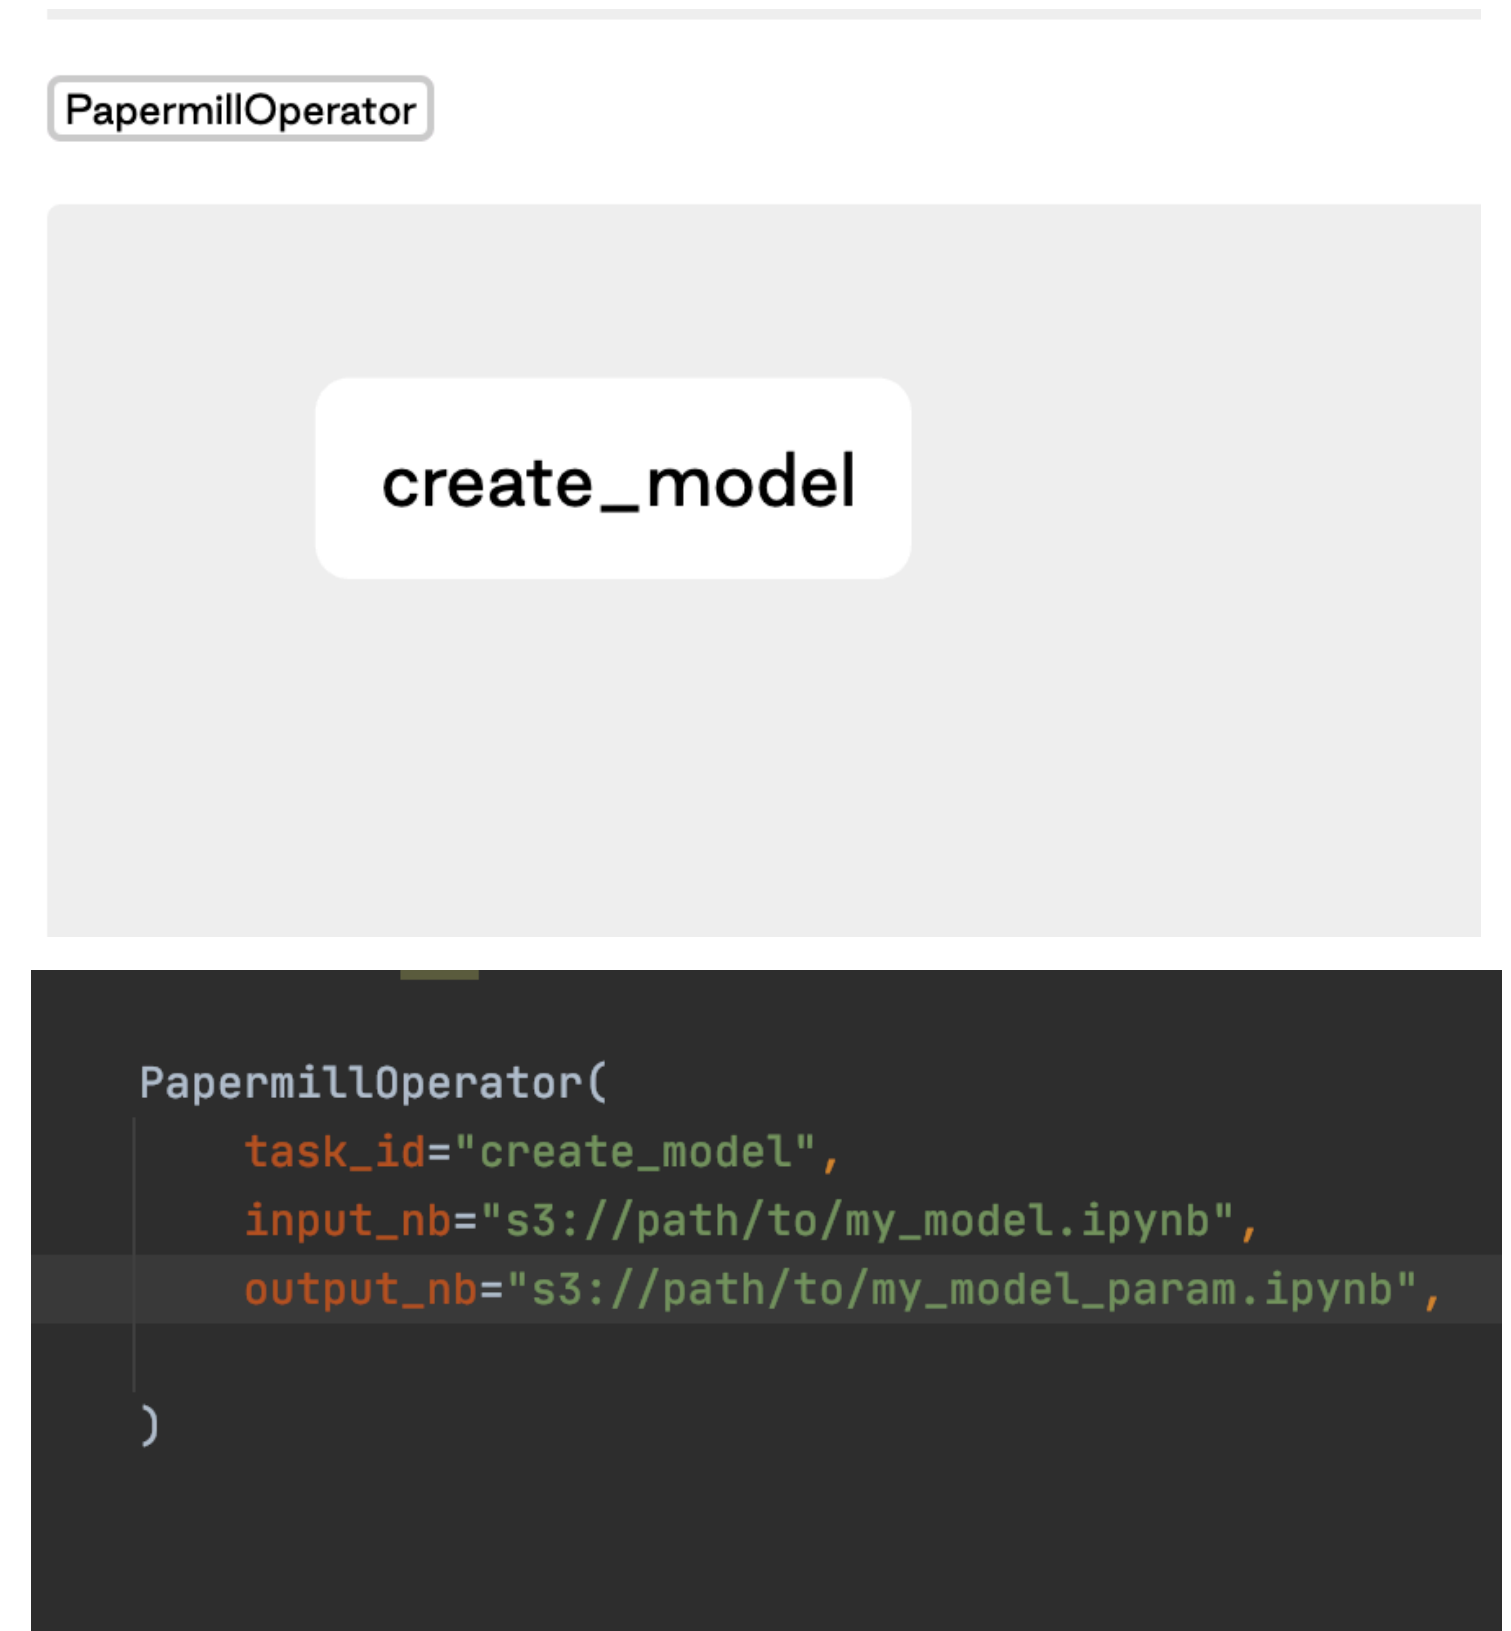 PapermillOperator
create_model
PapermillOperator(
task_id="create_model",
input_nb="s3://path/to/my_model.ipynb",
output_nb="s3://path/to/my_model_param.ipynb",
)